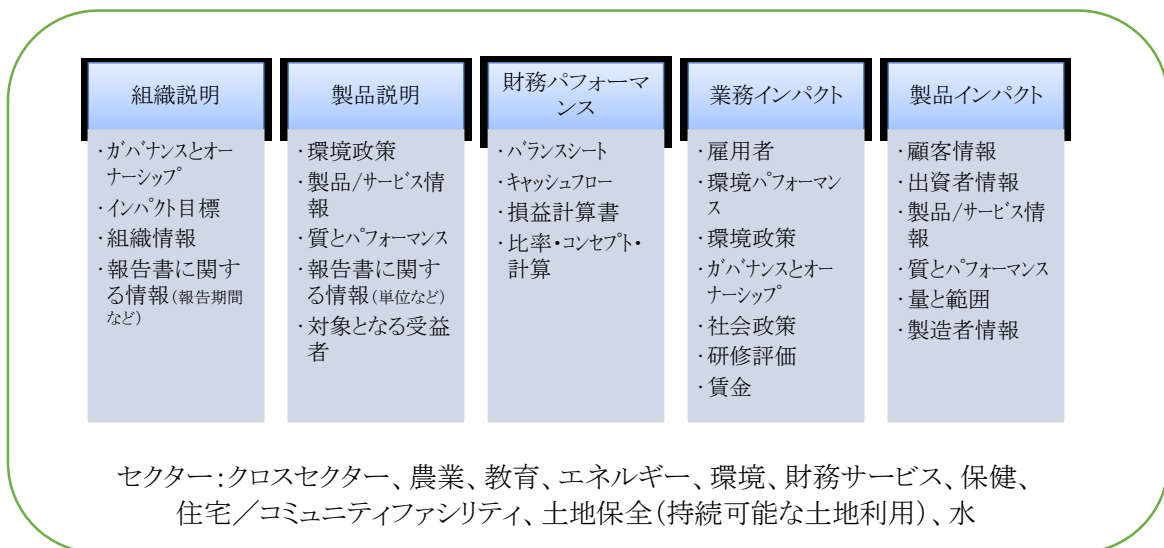 組織説明
・ガバナンスとオー
ナーシップ
・インパクト目標
・組織情報
・報告書に関す
る情報(報告期間
など)
製品説明
・環境政策
・製品/サービス情
報
・質とパフォーマンス
・報告書に関す
る情報(単位など)
・対象となる受益
者
財務パフォーマ
ンス
・バランスシート
・キャッシュフロー
・損益計算書
・比率・コンセプト・
計算
業務インパクト
・雇用者
・環境パフォーマン
ス
・環境政策
・ガバナンスとオー
ナーシップ
・社会政策
・研修評価
・賃金
製品インパクト
・顧客情報
・出資者情報
・製品/サービス情
報
・質とパフォーマンス
・量と範囲
・製造者情報
セクター:クロスセクター、農業、教育、エネルギー、環境、財務サービス、保健、
住宅／コミュニティファシリティ、土地保全(持続可能な土地利用)、水